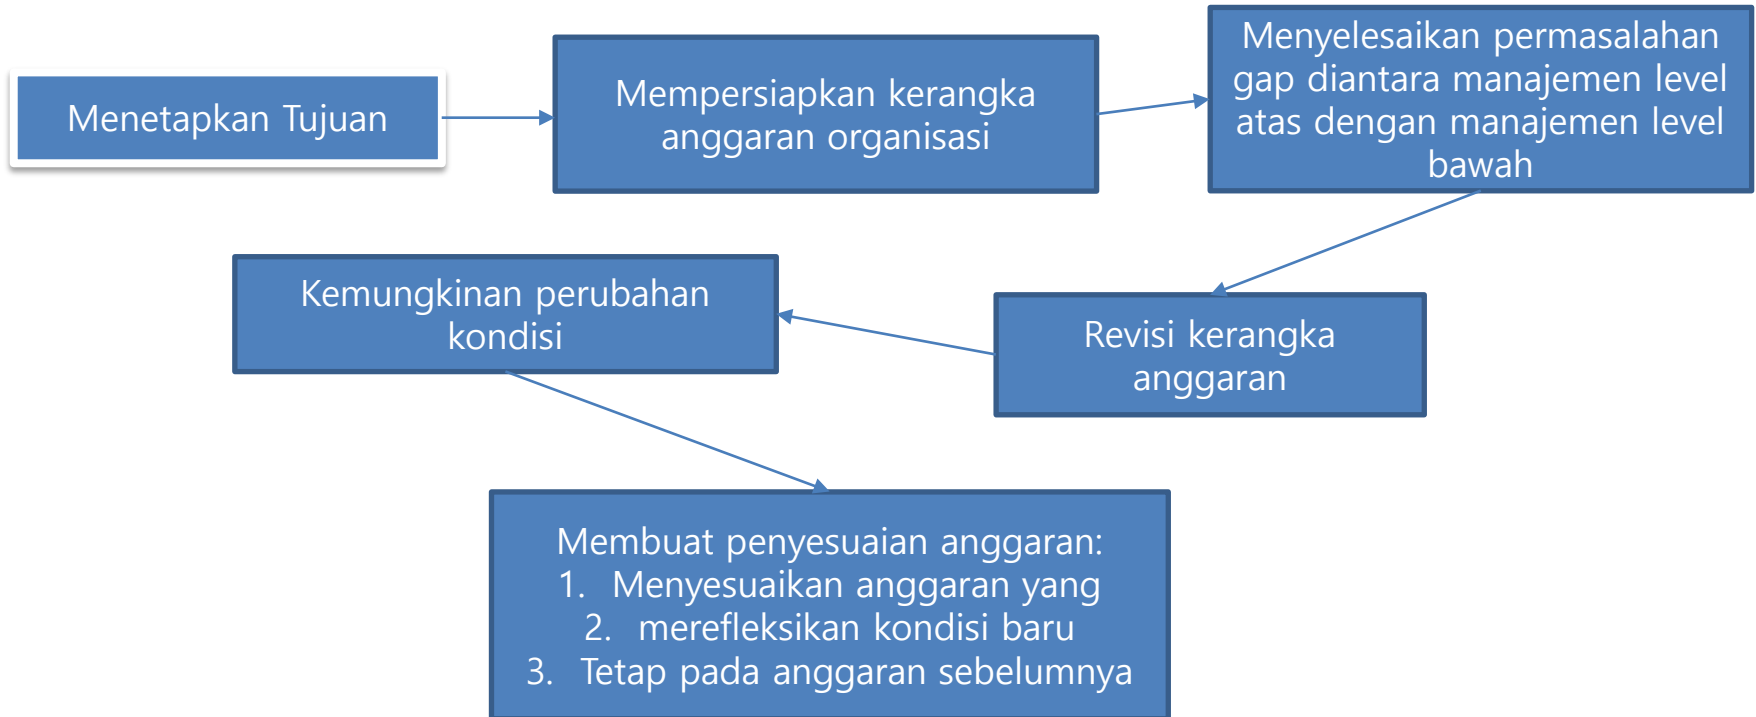 Menetapkan Tujuan
Mempersiapkan kerangka
anggaran organisasi
Menyelesaikan permasalahan
gap diantara manajemen level
atas dengan manajemen level
bawah
Kemungkinan perubahan
kondisi
Revisi kerangka
anggaran
Membuat penyesuaian anggaran:
1. Menyesuaikan anggaran yang
2. merefleksikan kondisi baru
3. Tetap pada anggaran sebelumnya